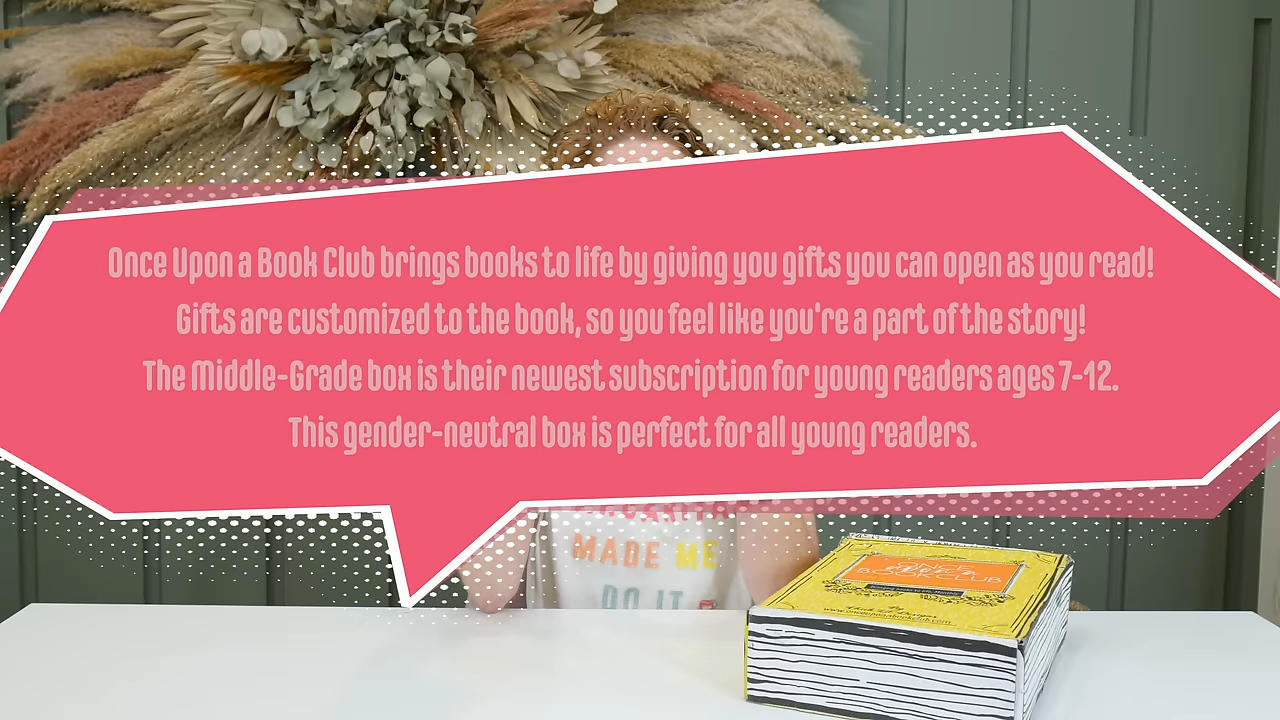 Once Upon a Book Club brings books to life by giving you gifts you can open as you read!
Gifts are customized to the book, so you feel like you're a part of the story!
The Middle-Grade box is their newest subscription for young readers ages 7-12.
This gender-neutral box is perfect for all young readers.
MADE ME
DO IT
ONCE
BOOK CLUB
www.onceuponabookclub.com